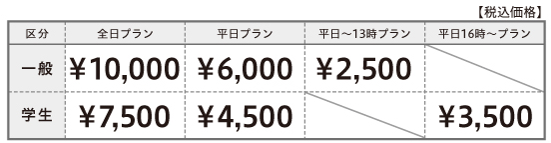 【税込価格】
区分 全日プラン 平日プラン 平日〜13時プラン 平日16時〜プラン
一般 ¥10,000 ¥6,000 ¥2,500
学生 ¥7,500 ¥4,500 ¥3,500